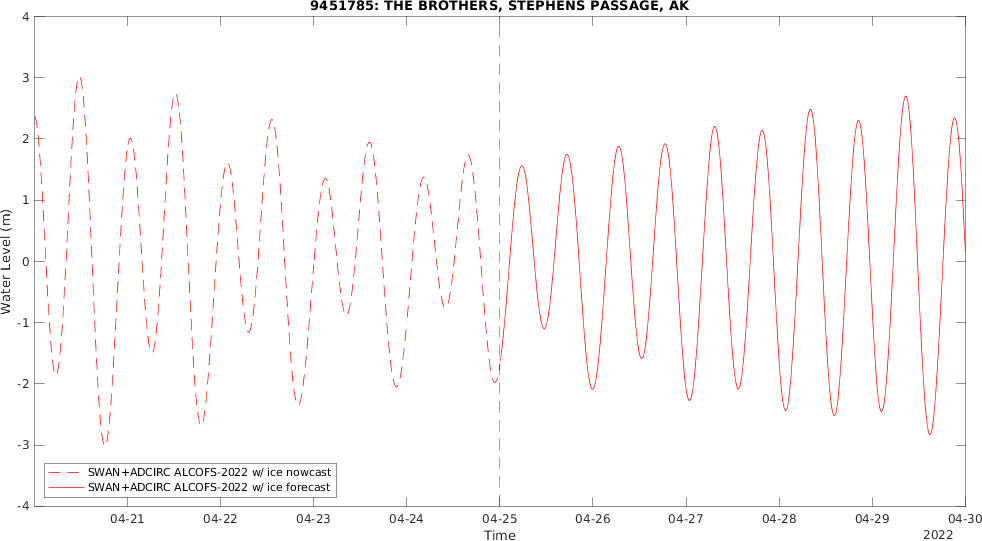 9451785: THE BROTHERS, STEPHENS PASSAGE, AK
4
3
2
1
0
-1
-2
-3
-4
Water Level (m)
SWAN+ADCIRC ALCOFS-2022 w/ ice nowcast
SWAN+ADCIRC ALCOFS-2022 w/ ice forecast
04-21 04-22 04-23 04-24 04-25 04-26 04-27 04-28 04-29 04-30
Time
2022